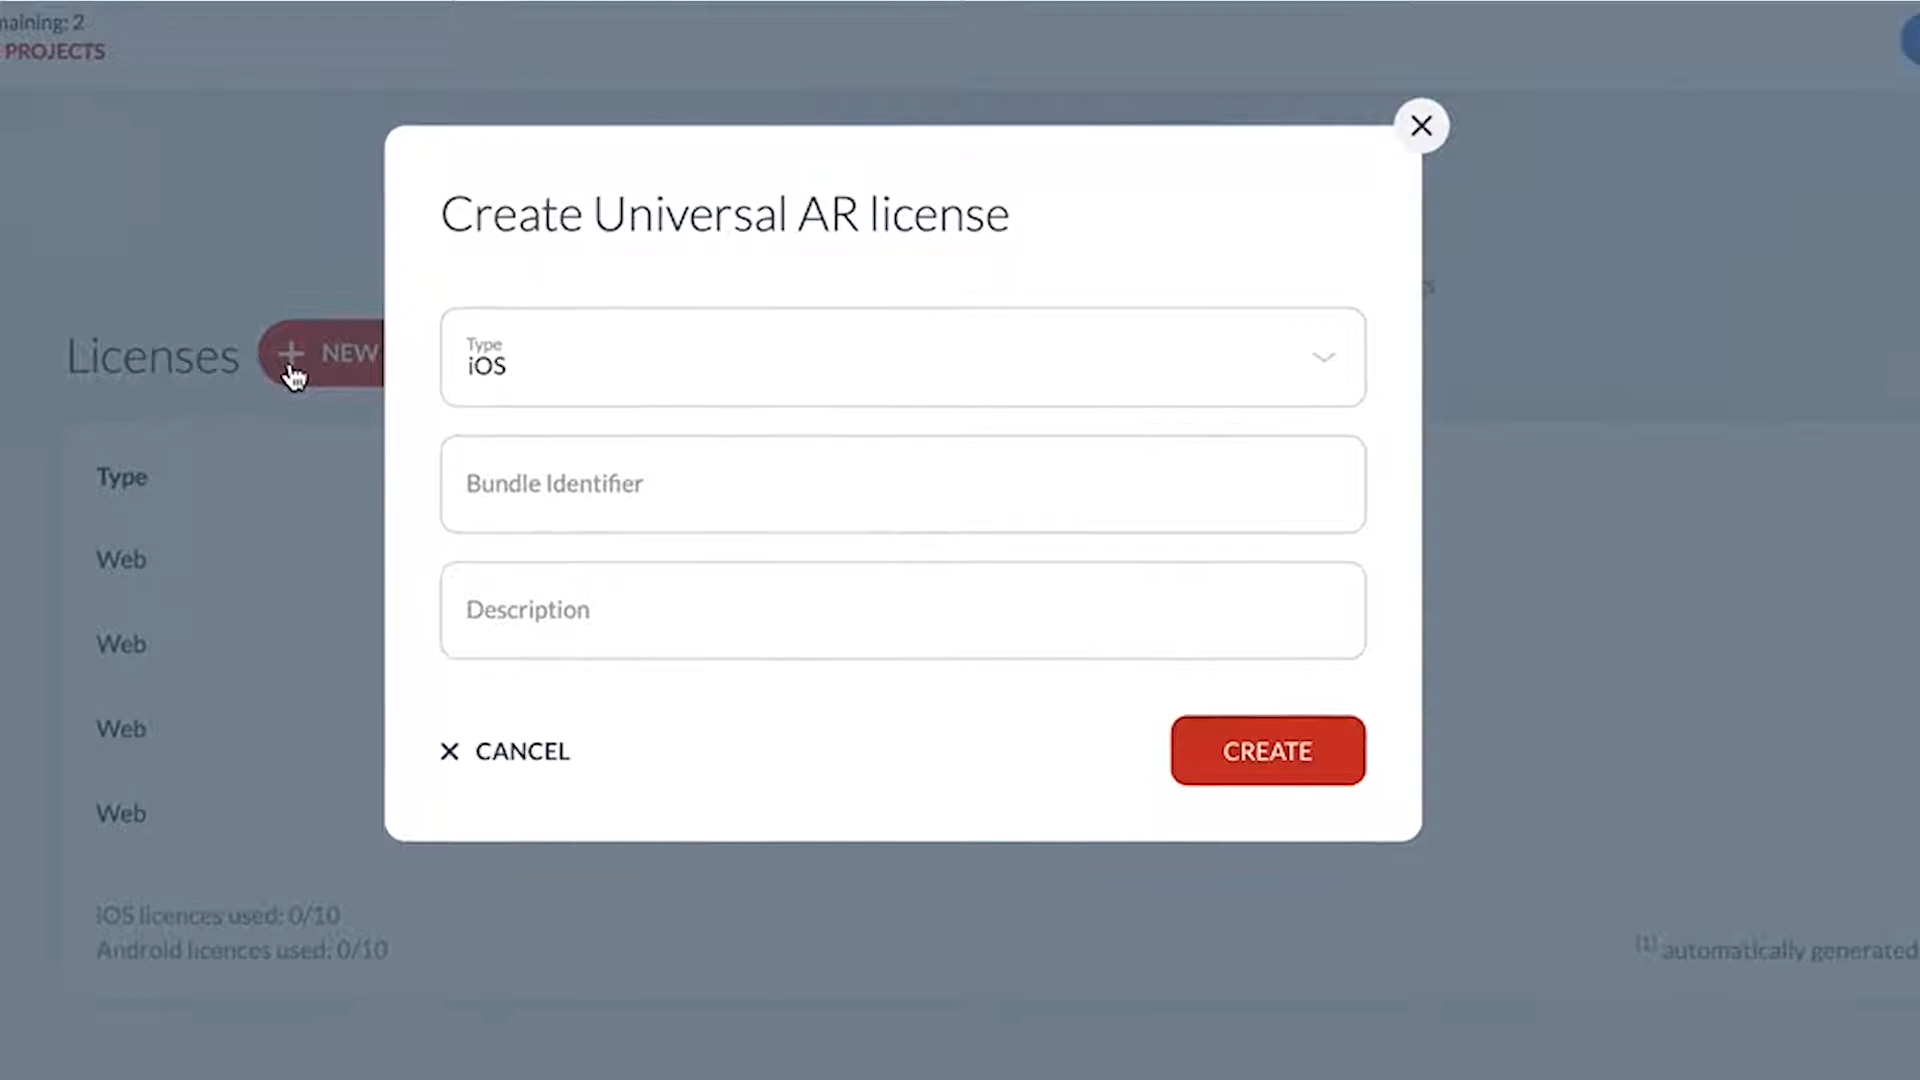 remaining: 2
PROJECTS
Create Universal AR license
Type
iOS
Licenses
NEW
Bundle Identifier
Type
Web
Description
Web
Web
CANCEL
CREATE
Web
iOS licences used: 0/10
Android licences used: 0/10
(1) automatically generated